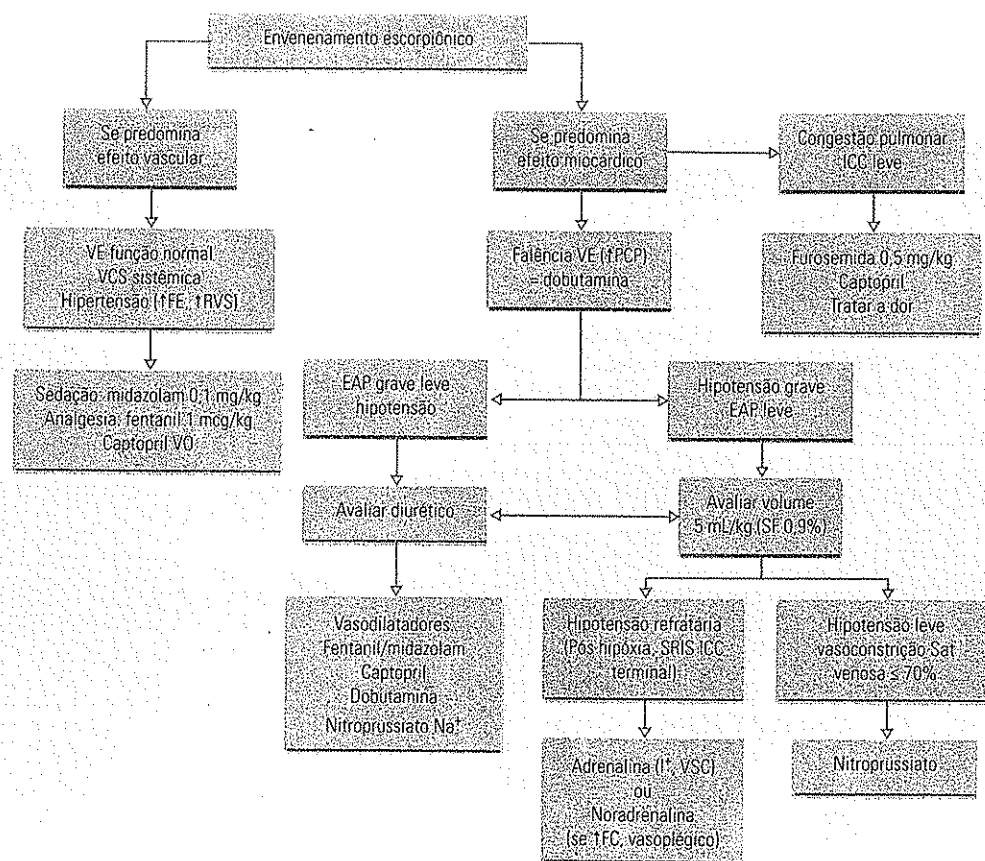 Envenenamento escorpiônico
Se predomina
efeito vascular
Se predomina
efeito miocárdico
Congestão pulmonar
ICC leve
VE função normal
VCS sistêmica
Hipertensão (↑FE, ↑RVS)
Falência VE (↑PCP)
– dobutamina
Furosemida 0,5 mg/kg
Captopril
Tratar a dor
Sedação: midazolam 0,1 mg/kg
Analgesia: fentanil 1 mcg/kg
Captopril VO
EAP grave leve
hipotensão
Hipotensão grave
EAP leve
Avaliar diurético
Avaliar volume
5 mL/kg (SF 0,9%)
Vasodilatadores
Fentanil/midazolam
Captopril
Dobutamina
Nitroprussiato Na⁺
Hipotensão refratária
(Pós hipóxia, SRIS ICC
terminal)
Hipotensão leve
vasoconstrição Sat
venosa ≤ 70%
Adrenalina (I⁺, VSC)
ou
Noradrenalina
(se ↑FC, vasoplégico)
Nitroprussiato